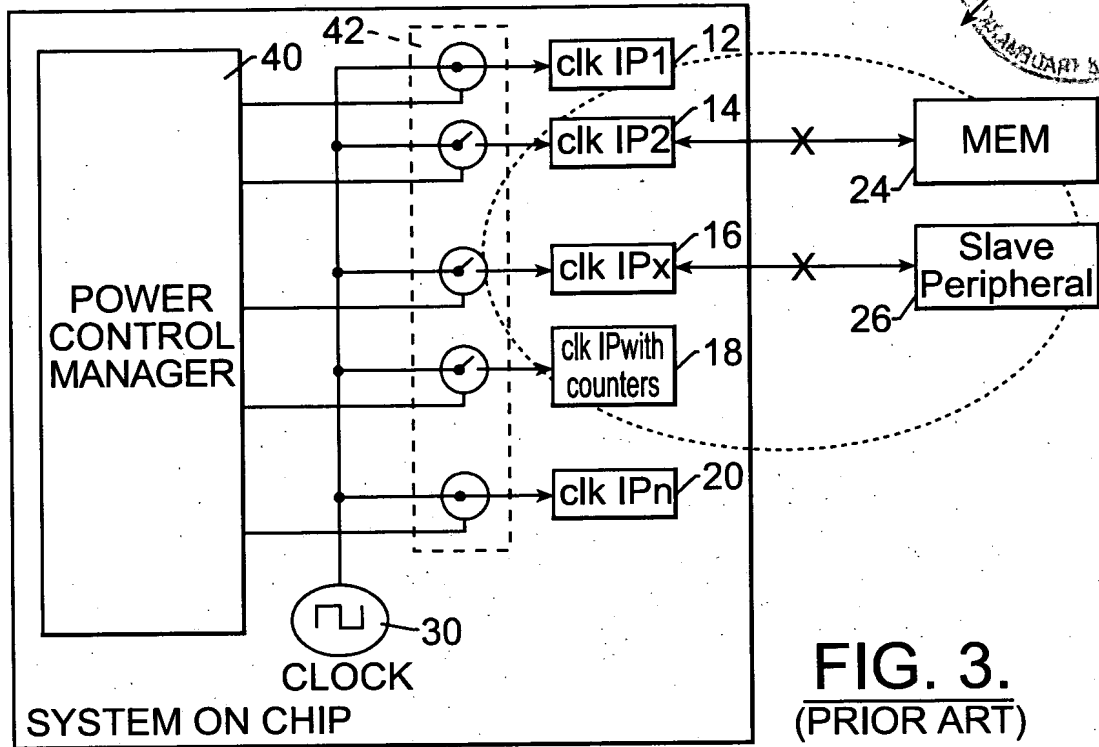 42
40
clk IP1
12
clk IP2
14
X
MEM
24
clk IPx
16
X
Slave
Peripheral
26
POWER
CONTROL
MANAGER
clk IPwith
counters
18
clk IPn
20
30
CLOCK
SYSTEM ON CHIP
FIG. 3.
(PRIOR ART)